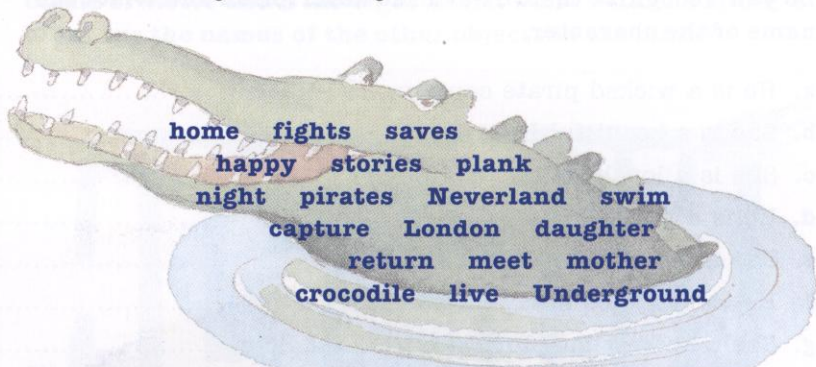 home fights saves
happy stories plank
night pirates Neverland swim
capture London daughter
return meet mother
crocodile live Underground